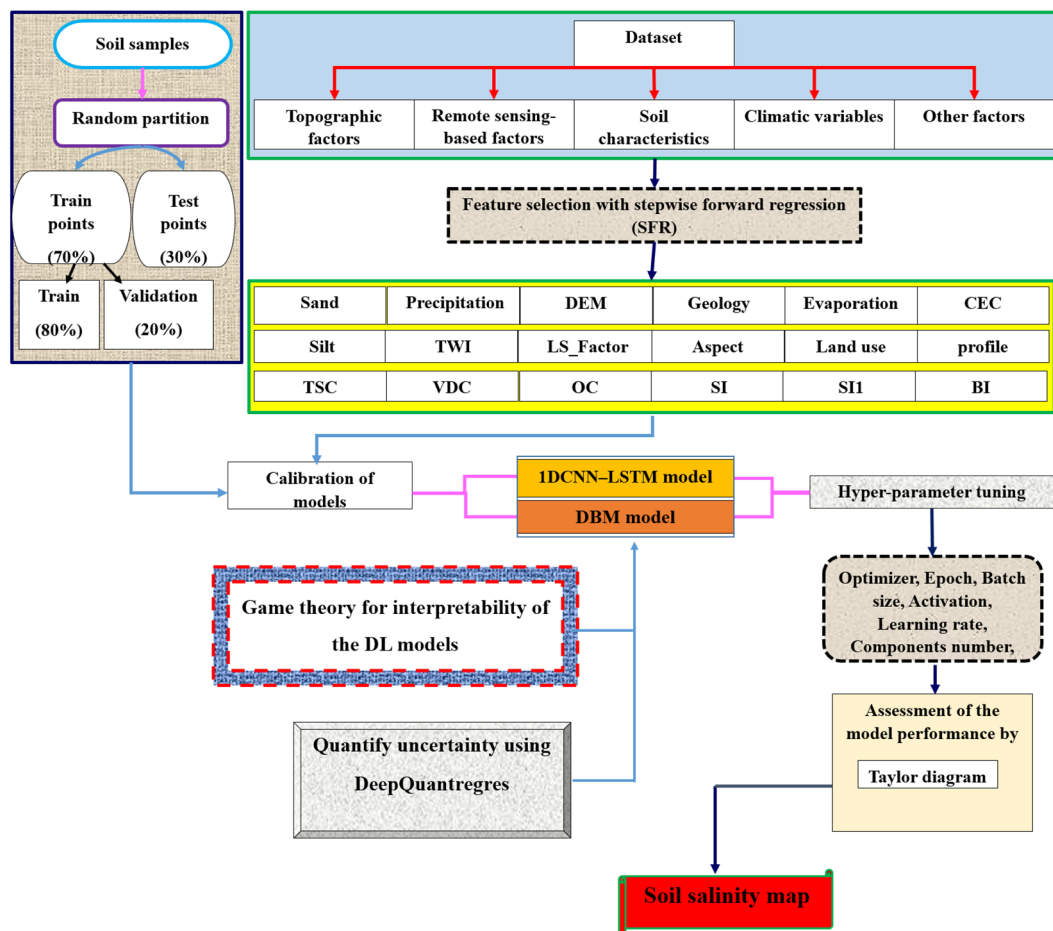 Soil samples
Random partition
Train
points
(70%)
Test
points
(30%)
Train
(80%)
Validation
(20%)
Dataset
Topographic
factors
Remote sensing-
based factors
Soil
characteristics
Climatic variables
Other factors
Feature selection with stepwise forward regression
(SFR)
Sand
Precipitation
DEM
Geology
Evaporation
CEC
Silt
TWI
LS_Factor
Aspect
Land use
profile
TSC
VDC
OC
SI
SI1
BI
Calibration of
models
1DCNN–LSTM model
DBM model
Hyper-parameter tuning
Optimizer, Epoch, Batch
size, Activation,
Learning rate,
Components number,
Game theory for interpretability of
the DL models
Quantify uncertainty using
DeepQuantregres
Assessment of the
model performance by
Taylor diagram
Soil salinity map